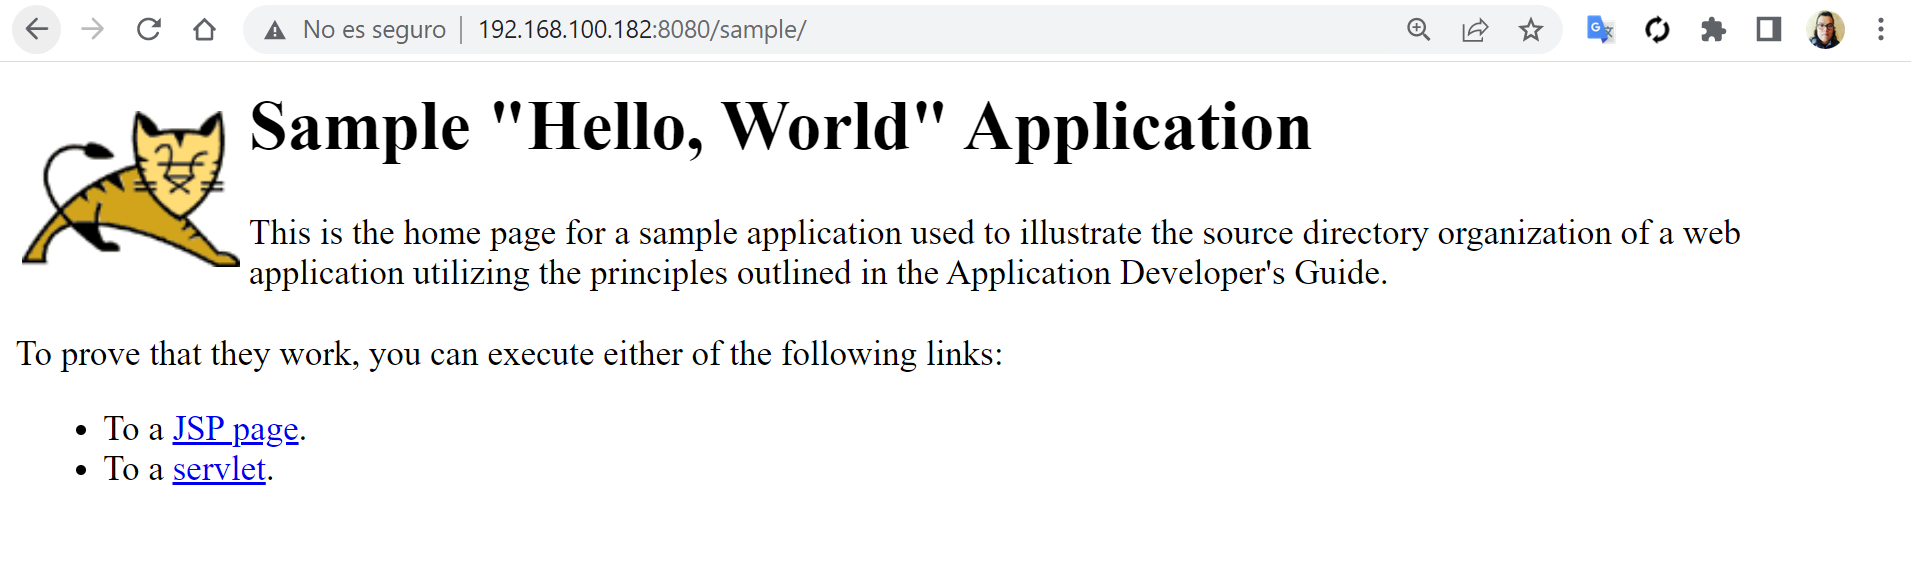 No es seguro | 192.168.100.182:8080/sample/
Sample "Hello, World" Application
This is the home page for a sample application used to illustrate the source directory organization of a web
application utilizing the principles outlined in the Application Developer's Guide.
To prove that they work, you can execute either of the following links:
• To a JSP page.
• To a servlet.